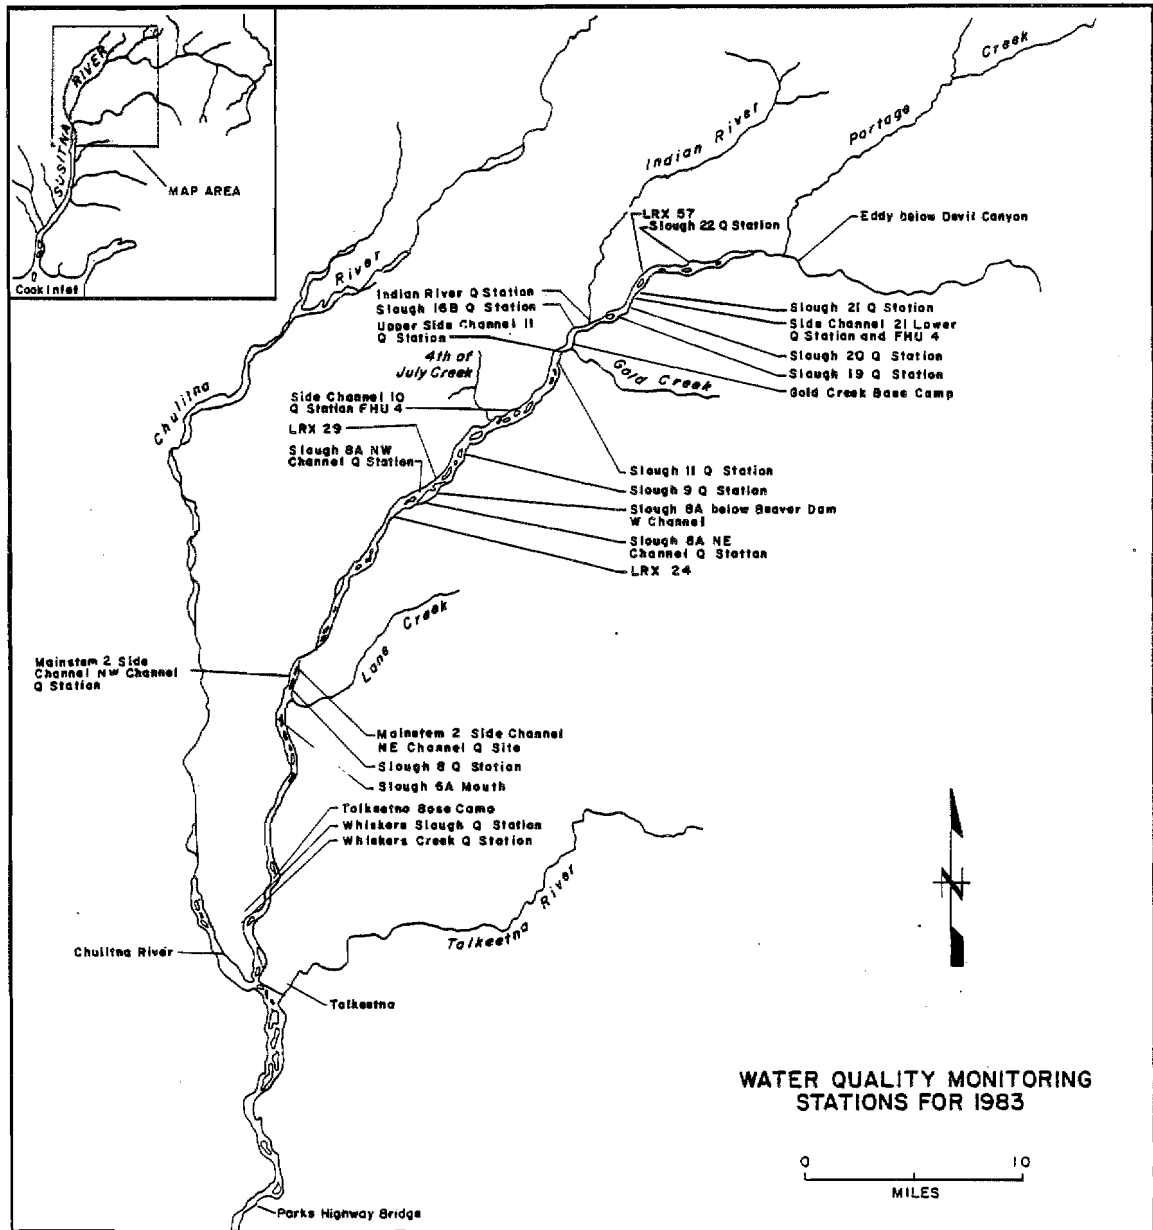 RIVER
SUSITNA
MAP AREA
Cook Inlet
Creek
Portage
Indian River
LRX 57
Slough 22 Q Station
Eddy below Devil Canyon
River
Chulitna
Indian River Q Station
Slough 16B Q Station
Upper Side Channel 11
Q Station
4th of
July Creek
Slough 21 Q Station
Side Channel 21 Lower
Q Station and FHU 4
Slough 20 Q Station
Slough 19 Q Station
Gold Creek Base Camp
Gold Creek
Side Channel 10
Q Station FHU 4
LRX 29
Slough 8A NW
Channel Q Station
Slough 11 Q Station
Slough 9 Q Station
Slough 8A below Beaver Dam
W Channel
Slough 8A NE
Channel Q Station
LRX 24
Lane Creek
Mainstem 2 Side
Channel NW Channel
Q Station
Mainstem 2 Side Channel
NE Channel Q Site
Slough 8 Q Station
Slough 6A Mouth
Talkeetna Base Camp
Whiskers Slough Q Station
Whiskers Creek Q Station
Talkeetna River
Chulitna River
Talkeetna
Parks Highway Bridge
N
WATER QUALITY MONITORING
STATIONS FOR 1983
0 10
MILES